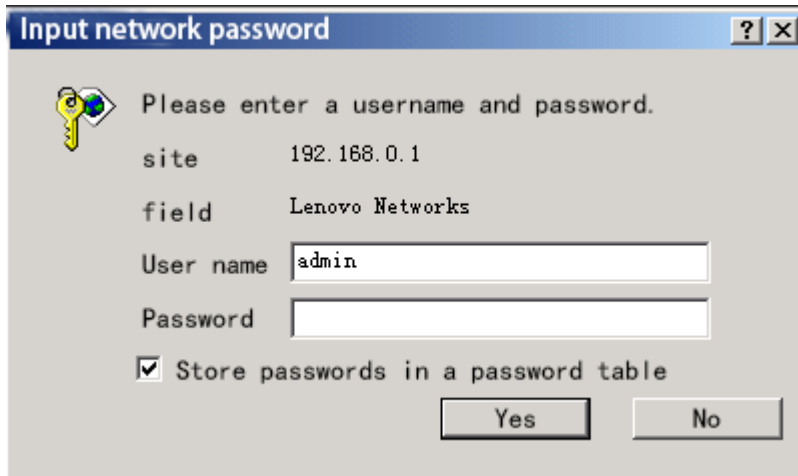 Input network password
Please enter a username and password.
site 192.168.0.1
field Lenovo Networks
User name admin
Password
Store passwords in a password table
Yes No